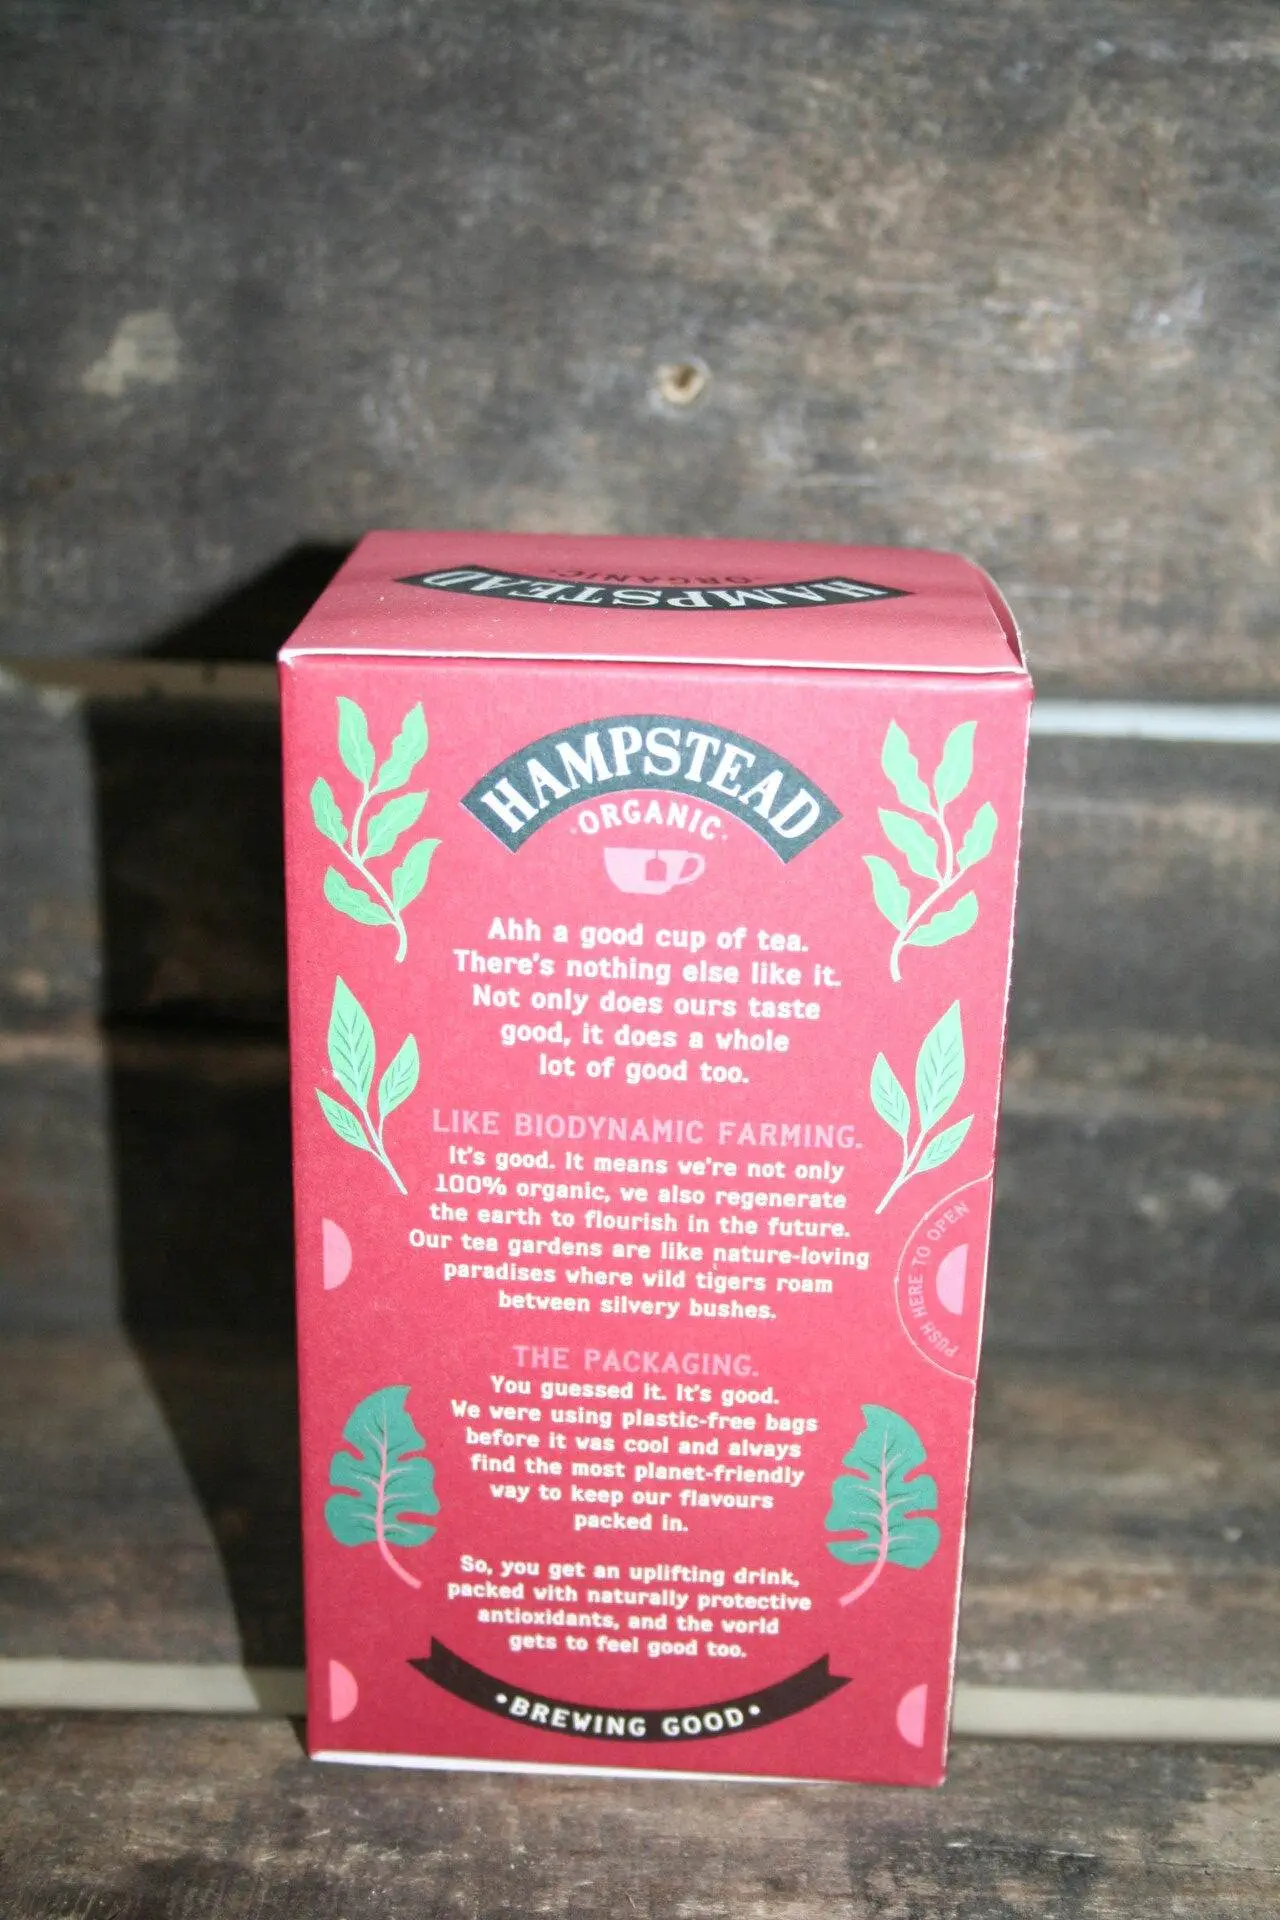 HAMPSTEAD
·ORGANIC·
HAMPSTEAD
·ORGANIC·
Ahh a good cup of tea.
There's nothing else like it.
Not only does ours taste
good, it does a whole
lot of good too.
LIKE BIODYNAMIC FARMING.
It's good. It means we're not only
100% organic, we also regenerate
the earth to flourish in the future.
Our tea gardens are like nature-loving
paradises where wild tigers roam
between silvery bushes.
PUSH HERE TO OPEN
THE PACKAGING.
You guessed it. It's good.
We were using plastic-free bags
before it was cool and always
find the most planet-friendly
way to keep our flavours
packed in.
So, you get an uplifting drink,
packed with naturally protective
antioxidants, and the world
gets to feel good too.
•BREWING GOOD•